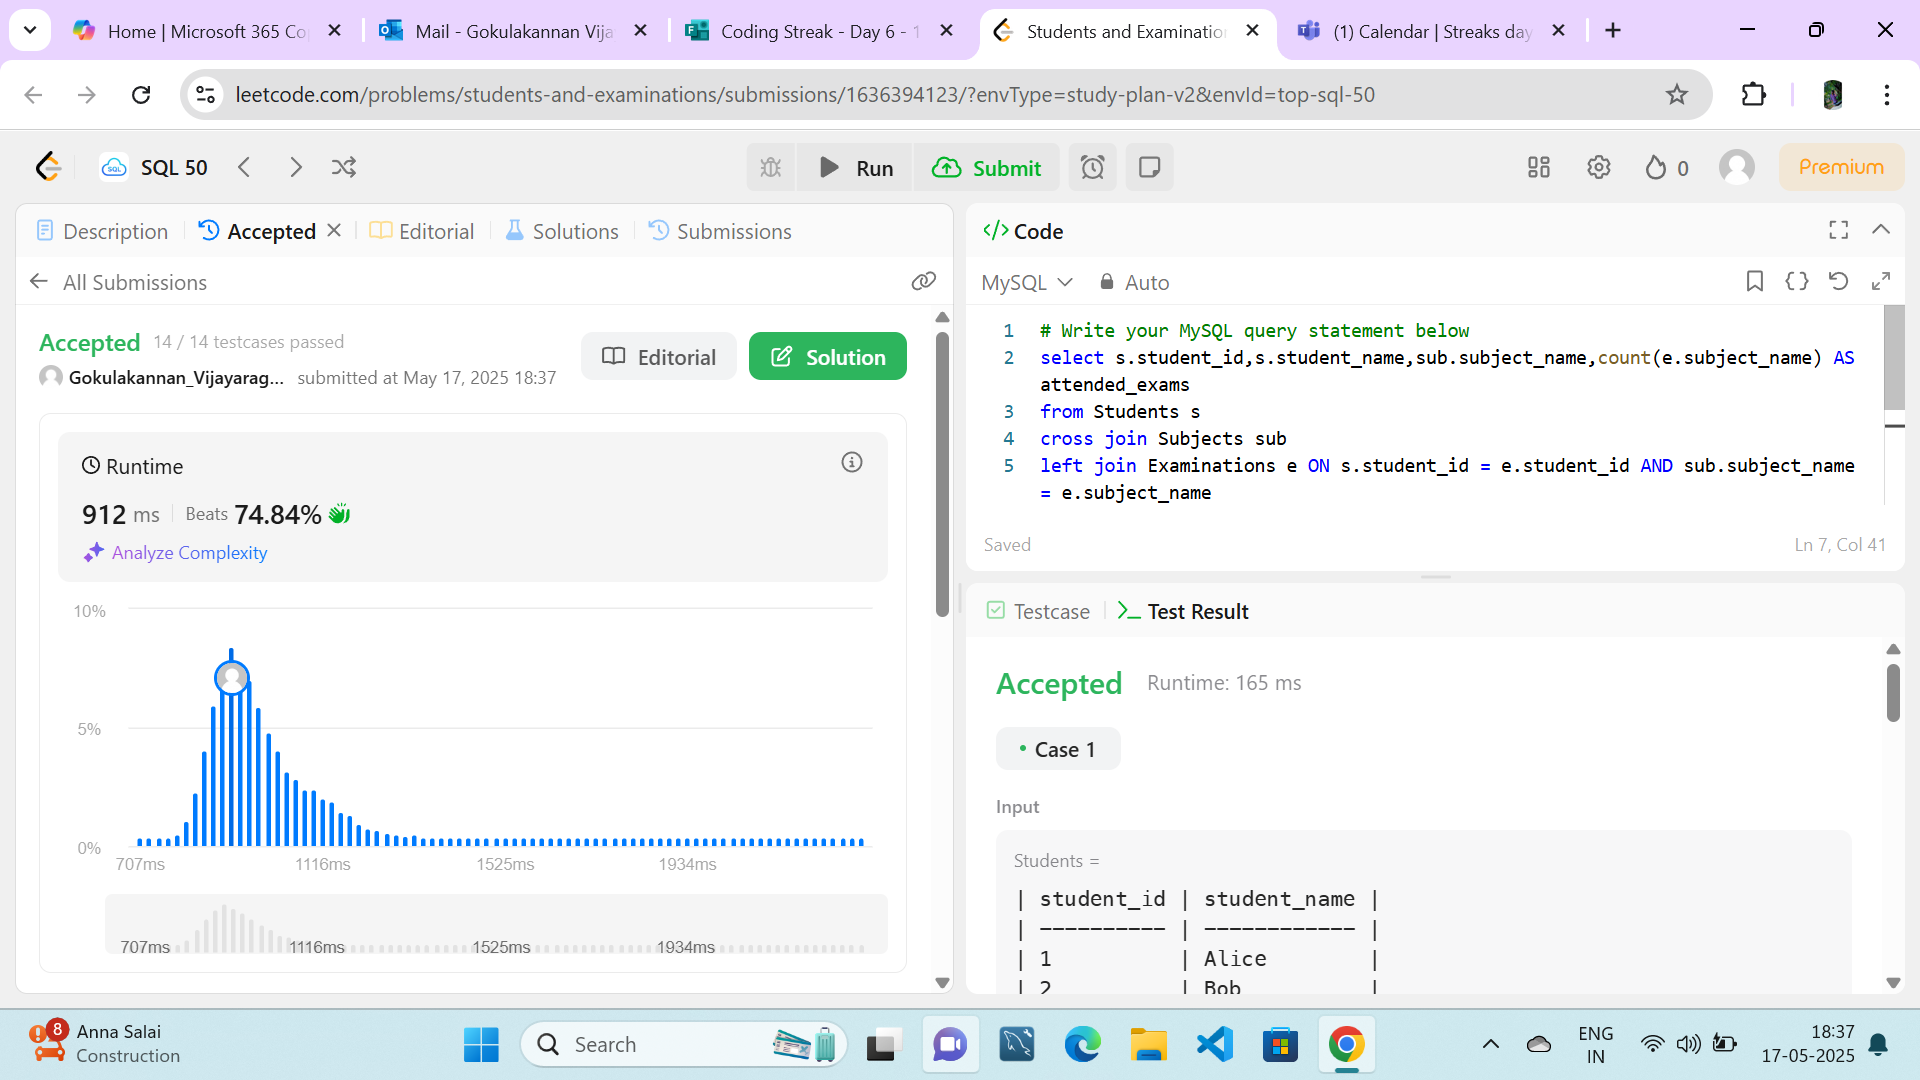 Home | Microsoft 365 Co
Mail - Gokulakannan Vija
Coding Streak - Day 6 - 1
Students and Examination
(1) Calendar | Streaks day
leetcode.com/problems/students-and-examinations/submissions/1636394123/?envType=study-plan-v2&envId=top-sql-50
SQL
SQL 50
Run
Submit
0
Premium
Description
Accepted
Editorial
Solutions
Submissions
All Submissions
Accepted 14 / 14 testcases passed
Gokulakannan_Vijayarag... submitted at May 17, 2025 18:37
Editorial
Solution
Runtime
912 ms Beats 74.84%
Analyze Complexity
10%
5%
0%
707ms 1116ms 1525ms 1934ms
707ms 1116ms 1525ms 1934ms
</> Code
MySQL Auto
1 # Write your MySQL query statement below
2 select s.student_id,s.student_name,sub.subject_name,count(e.subject_name) AS
attended_exams
3 from Students s
4 cross join Subjects sub
5 left join Examinations e ON s.student_id = e.student_id AND sub.subject_name
= e.subject_name
Saved Ln 7, Col 41
Testcase
Test Result
Accepted Runtime: 165 ms
• Case 1
Input
Students =
| student_id | student_name |
| ---------- | ------------ |
| 1 | Alice |
| 2 | Bob |
8
Anna Salai
Construction
Search
ENG
IN
18:37
17-05-2025